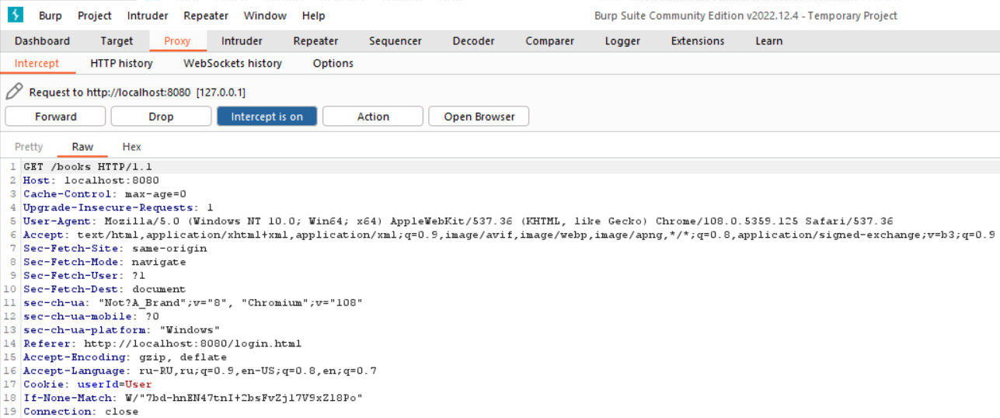 Burp Project Intruder Repeater Window Help Burp Suite Community Edition v2022.12.4 - Temporary Project
Dashboard Target Proxy Intruder Repeater Sequencer Decoder Comparer Logger Extensions Learn
Intercept HTTP history WebSockets history Options
Request to http://localhost:8080 [127.0.0.1]
Forward Drop Intercept is on Action Open Browser
Pretty Raw Hex
1 GET /books HTTP/1.1
2 Host: localhost:8080
3 Cache-Control: max-age=0
4 Upgrade-Insecure-Requests: 1
5 User-Agent: Mozilla/5.0 (Windows NT 10.0; Win64; x64) AppleWebKit/537.36 (KHTML, like Gecko) Chrome/108.0.5359.125 Safari/537.36
6 Accept: text/html,application/xhtml+xml,application/xml;q=0.9,image/avif,image/webp,image/apng,*/*;q=0.8,application/signed-exchange;v=b3;q=0.9
7 Sec-Fetch-Site: same-origin
8 Sec-Fetch-Mode: navigate
9 Sec-Fetch-User: ?1
10 Sec-Fetch-Dest: document
11 sec-ch-ua: "Not?A_Brand";v="8", "Chromium";v="108"
12 sec-ch-ua-mobile: ?0
13 sec-ch-ua-platform: "Windows"
14 Referer: http://localhost:8080/login.html
15 Accept-Encoding: gzip, deflate
16 Accept-Language: ru-RU,ru;q=0.9,en-US;q=0.8,en;q=0.7
17 Cookie: userId=User
18 If-None-Match: W/"7bd-hnEN47tnI+2bsFvZjl7V9xZl8Po"
19 Connection: close